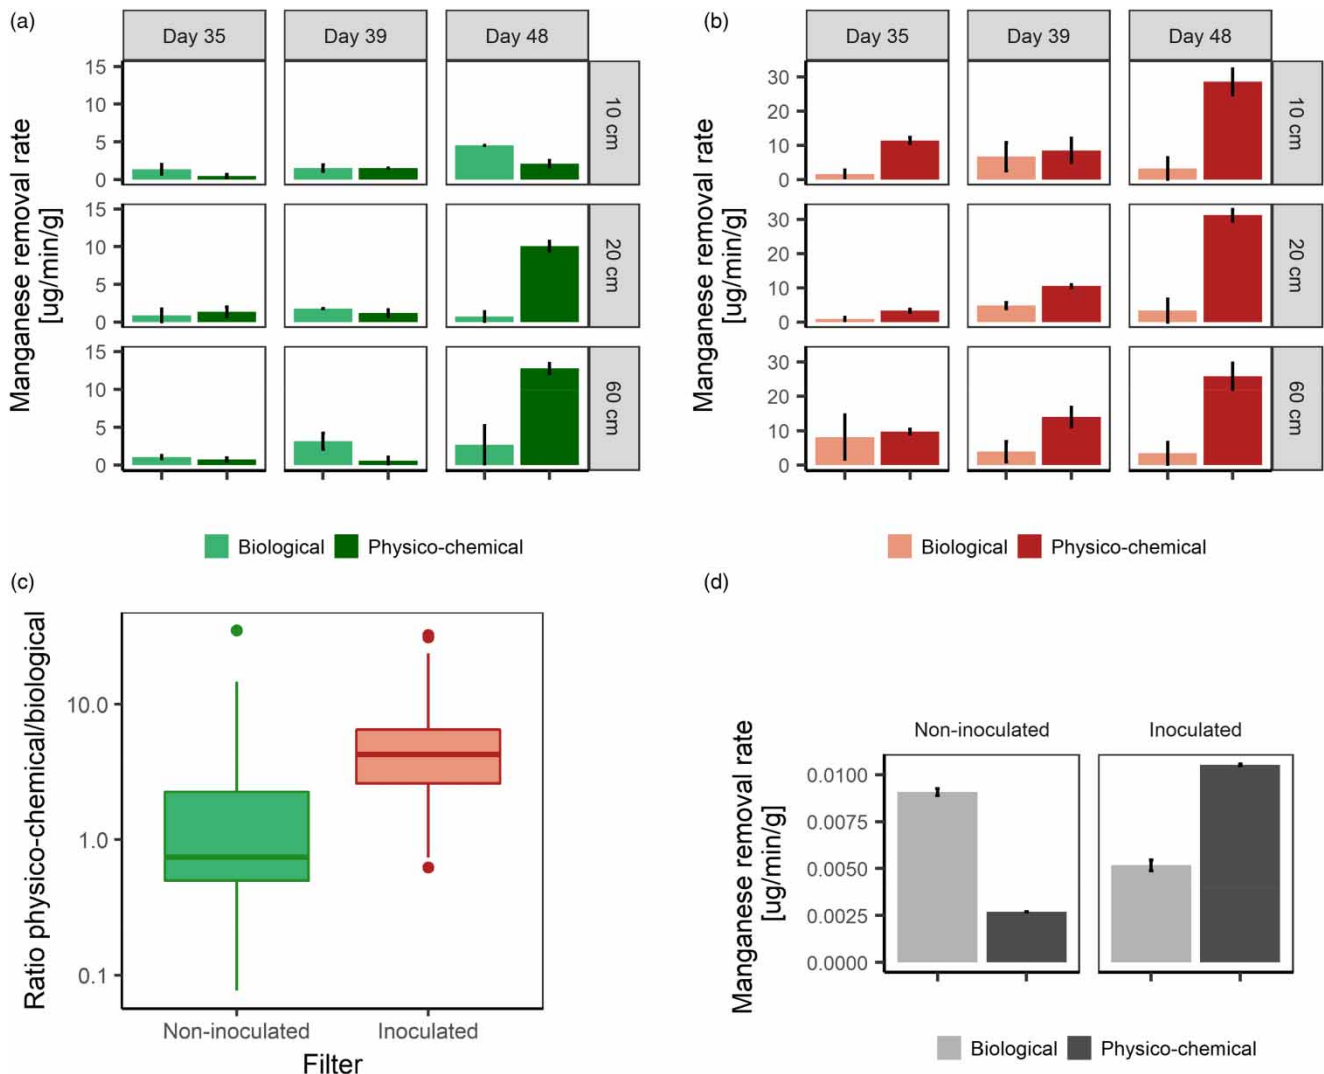 (a)
Day 35 Day 39 Day 48
Manganese removal rate
[ug/min/g]
15
10
5
0
10 cm
15
10
5
0
20 cm
15
10
5
0
60 cm
Biological Physico-chemical
(b)
Day 35 Day 39 Day 48
Manganese removal rate
[ug/min/g]
30
20
10
0
10 cm
30
20
10
0
20 cm
30
20
10
0
60 cm
Biological Physico-chemical
(c)
Ratio physico-chemical/biological
10.0
1.0
0.1
Non-inoculated Inoculated
Filter
(d)
Manganese removal rate
[ug/min/g]
Non-inoculated Inoculated
0.0100
0.0075
0.0050
0.0025
0.0000
Biological Physico-chemical